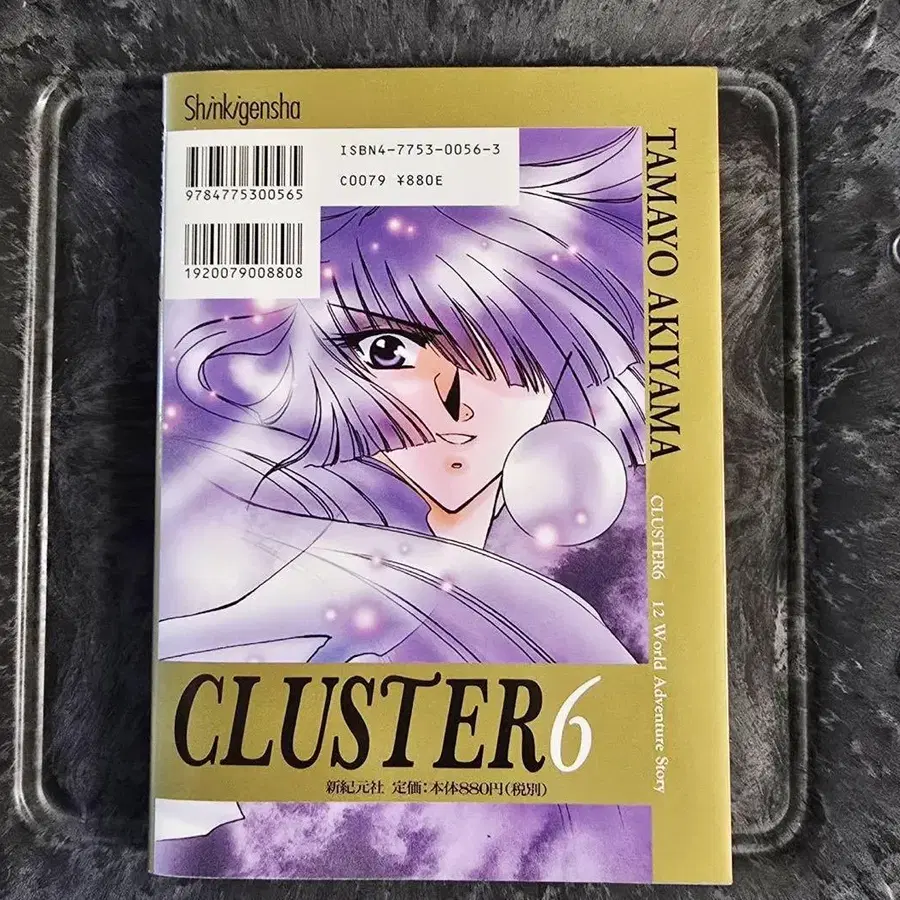 Shinkigensha
ISBN4-7753-0056-3
C0079 ¥880E
9784775300565
1920079008808
TAMAYO AKIYAMA
CLUSTER6 12 World Adventure Story
CLUSTER6
新紀元社 定価:本体880円(税別)